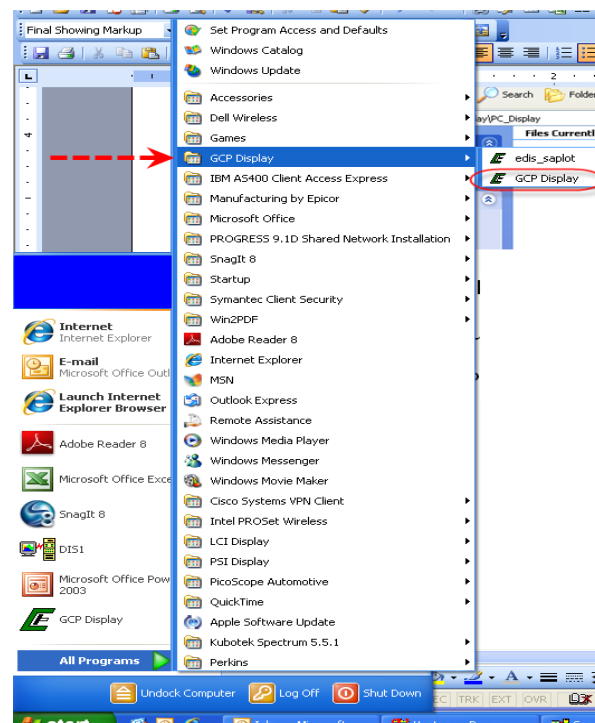 Final Showing Markup
Set Program Access and Defaults
Windows Catalog
Windows Update
Accessories
Dell Wireless
Games
GCP Display
IBM AS400 Client Access Express
Manufacturing by Epicor
Microsoft Office
PROGRESS 9.1D Shared Network Installation
SnagIt 8
Startup
Symantec Client Security
Win2PDF
Adobe Reader 8
Internet Explorer
MSN
Outlook Express
Remote Assistance
Windows Media Player
Windows Messenger
Windows Movie Maker
Cisco Systems VPN Client
Intel PROSet Wireless
LCI Display
PSI Display
PicoScope Automotive
QuickTime
Apple Software Update
Kubotek Spectrum 5.5.1
Perkins
2
Search Folde
ay\PC_Display
Files Currentl
edis_saplot
GCP Display
L
Internet
Internet Explorer
E-mail
Microsoft Office Outl
Launch Internet
Explorer Browser
Adobe Reader 8
Microsoft Office Exce
SnagIt 8
DIS1
Microsoft Office Pow
2003
GCP Display
All Programs
Undock Computer Log Off Shut Down
A
EC TRK EXT OVR